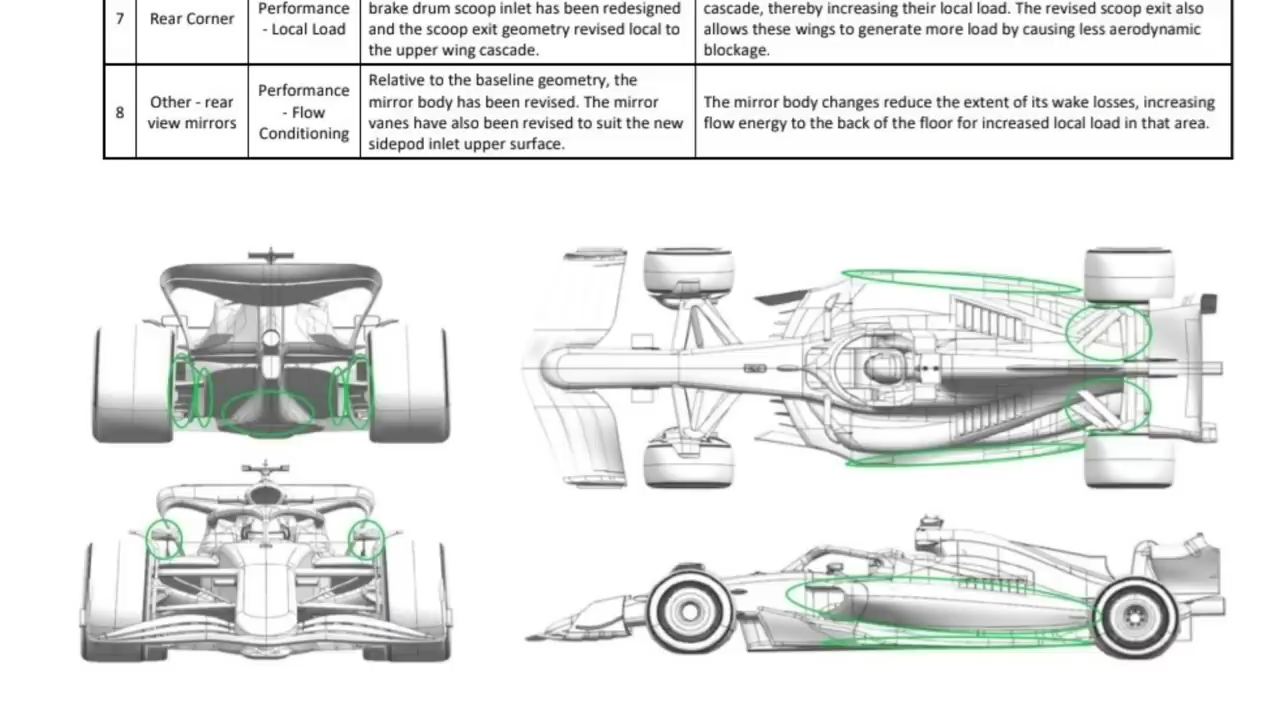 7
Rear Corner
Performance
- Local Load
brake drum scoop inlet has been redesigned
and the scoop exit geometry revised local to
the upper wing cascade.
cascade, thereby increasing their local load. The revised scoop exit also
allows these wings to generate more load by causing less aerodynamic
blockage.
8
Other - rear
view mirrors
Performance
- Flow
Conditioning
Relative to the baseline geometry, the
mirror body has been revised. The mirror
vanes have also been revised to suit the new
sidepod inlet upper surface.
The mirror body changes reduce the extent of its wake losses, increasing
flow energy to the back of the floor for increased local load in that area.